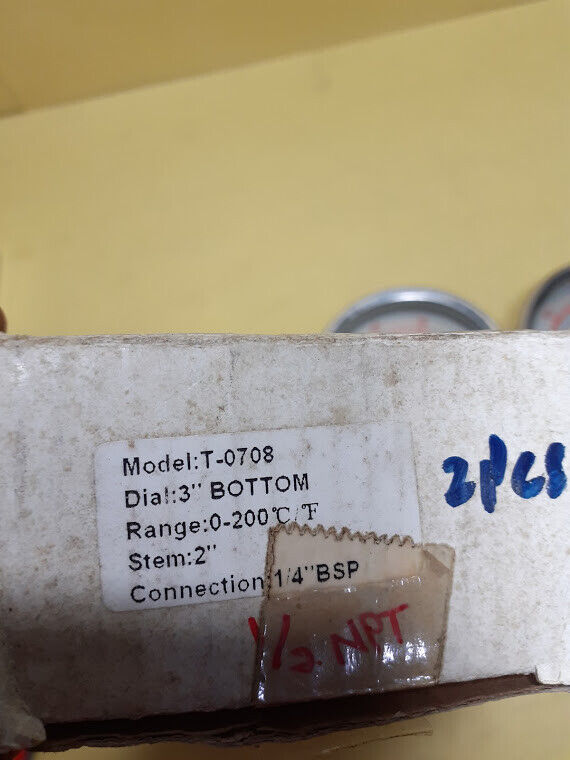 Model:T-0708
Dial:3" BOTTOM
Range:0-200℃/℉
Stem:2"
Connection:1/4"BSP
1/2 NPT
2pcs